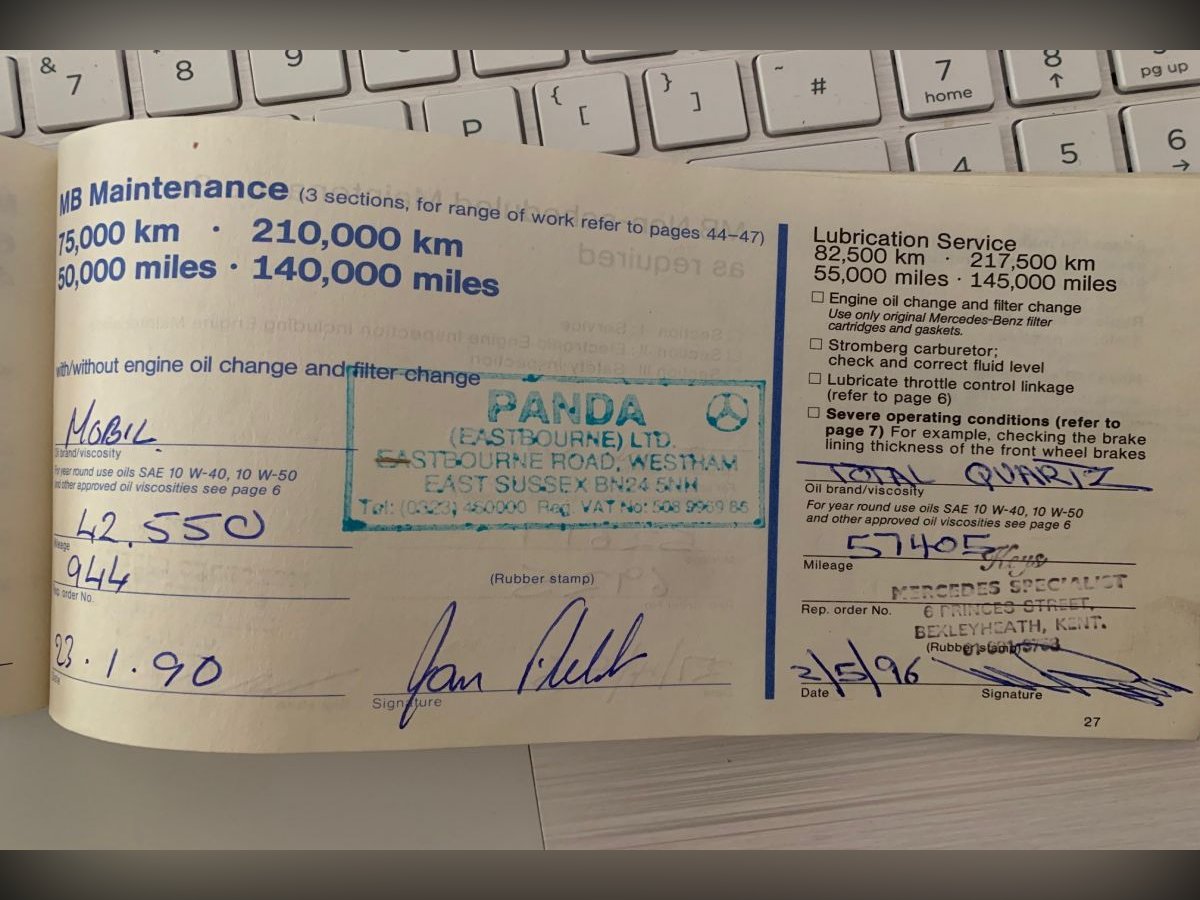 & 7
8
9
P
{ [
} ]
~ #
7 home
8 ↑
pg up
4
5
6 →
MB Maintenance (3 sections, for range of work refer to pages 44–47)
75,000 km · 210,000 km
50,000 miles · 140,000 miles
with/without engine oil change and filter change
MOBIL
Oil brand/viscosity
For year round use oils SAE 10 W-40, 10 W-50
and other approved oil viscosities see page 6
42.550
Mileage
944
Rep. order No.
23.1.90
Date
PANDA
(EASTBOURNE) LTD.
EASTBOURNE ROAD, WESTHAM
EAST SUSSEX BN24 5NH
Tel: (0323) 460000 Reg. VAT No: 508 9969 85
(Rubber stamp)
Signature
Lubrication Service
82,500 km · 217,500 km
55,000 miles · 145,000 miles
Engine oil change and filter change
Use only original Mercedes-Benz filter
cartridges and gaskets.
Stromberg carburetor;
check and correct fluid level
Lubricate throttle control linkage
(refer to page 6)
Severe operating conditions (refer to
page 7) For example, checking the brake
lining thickness of the front wheel brakes
TOTAL QUARTZ
Oil brand/viscosity
For year round use oils SAE 10 W-40, 10 W-50
and other approved oil viscosities see page 6
57405
Mileage
Keys
MERCEDES SPECIALIST
Rep. order No.
6 PRINCES STREET,
BEXLEYHEATH, KENT.
(Rubber stamp)
2/5/96
Date
Signature
27